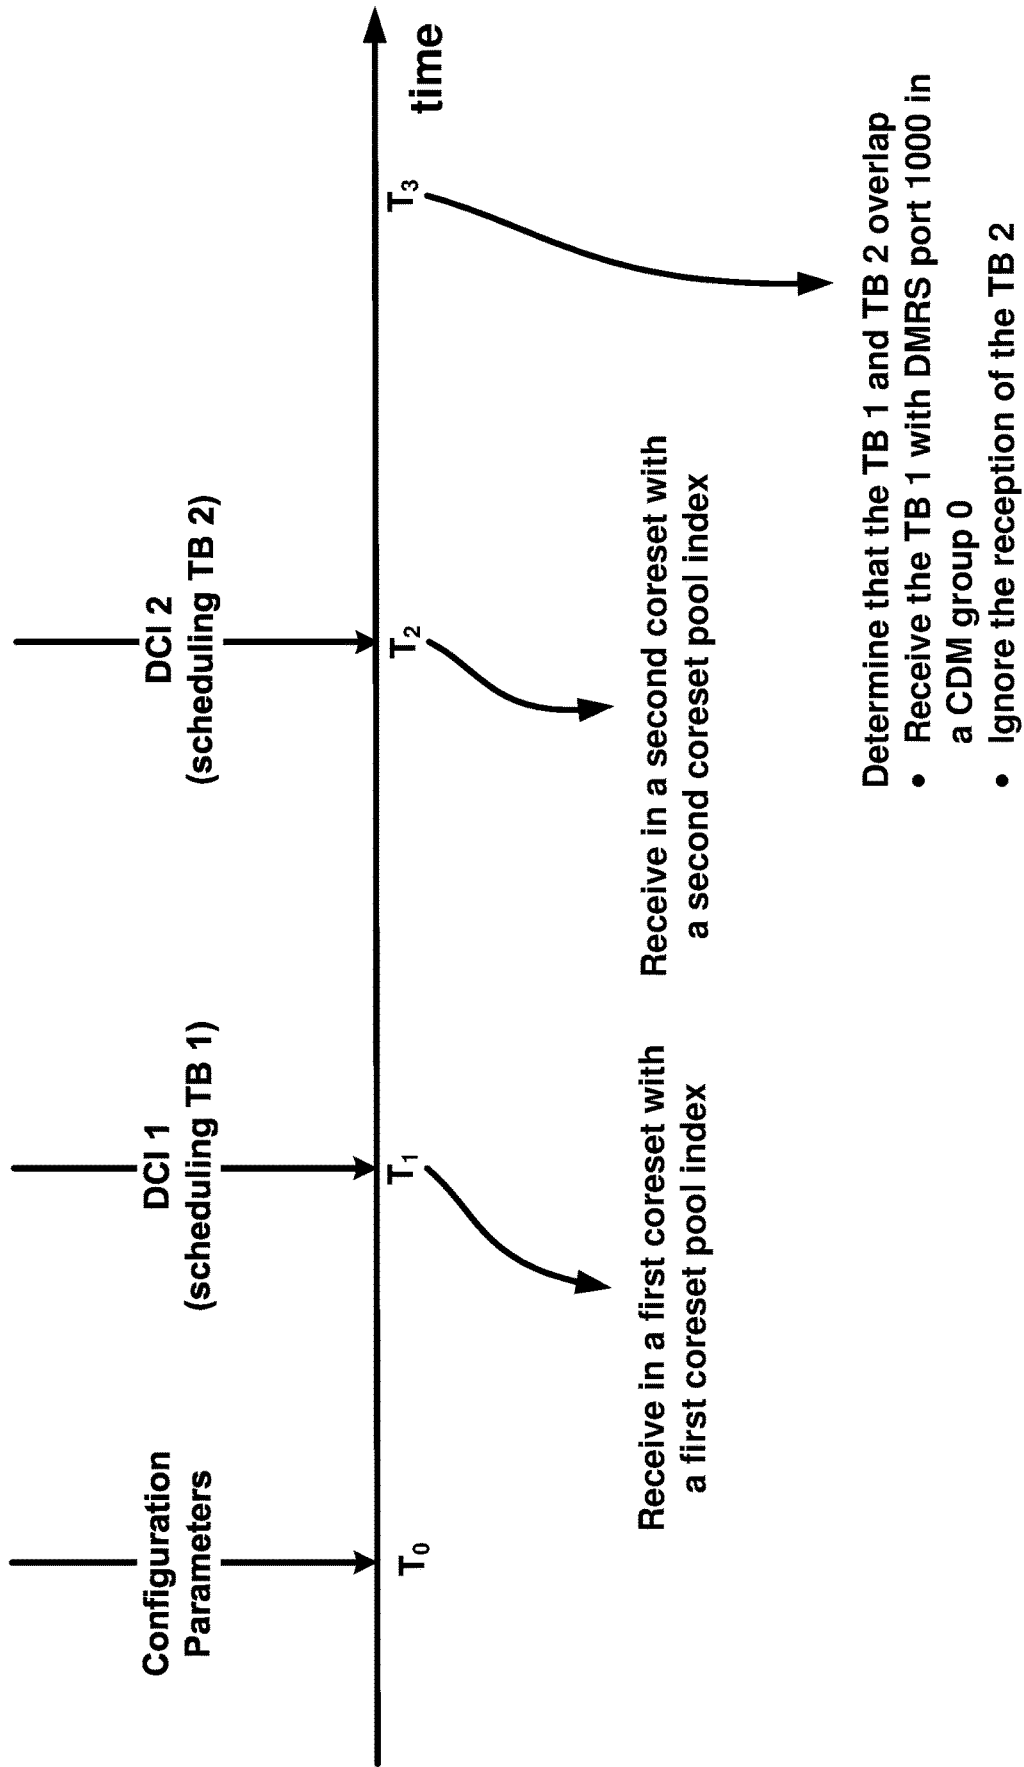 Configuration
Parameters
DCI 1
(scheduling TB 1)
DCI 2
(scheduling TB 2)
T0
T1
T2
T3
time
Receive in a first coreset with
a first coreset pool index
Receive in a second coreset with
a second coreset pool index
Determine that the TB 1 and TB 2 overlap
• Receive the TB 1 with DMRS port 1000 in
a CDM group 0
• Ignore the reception of the TB 2